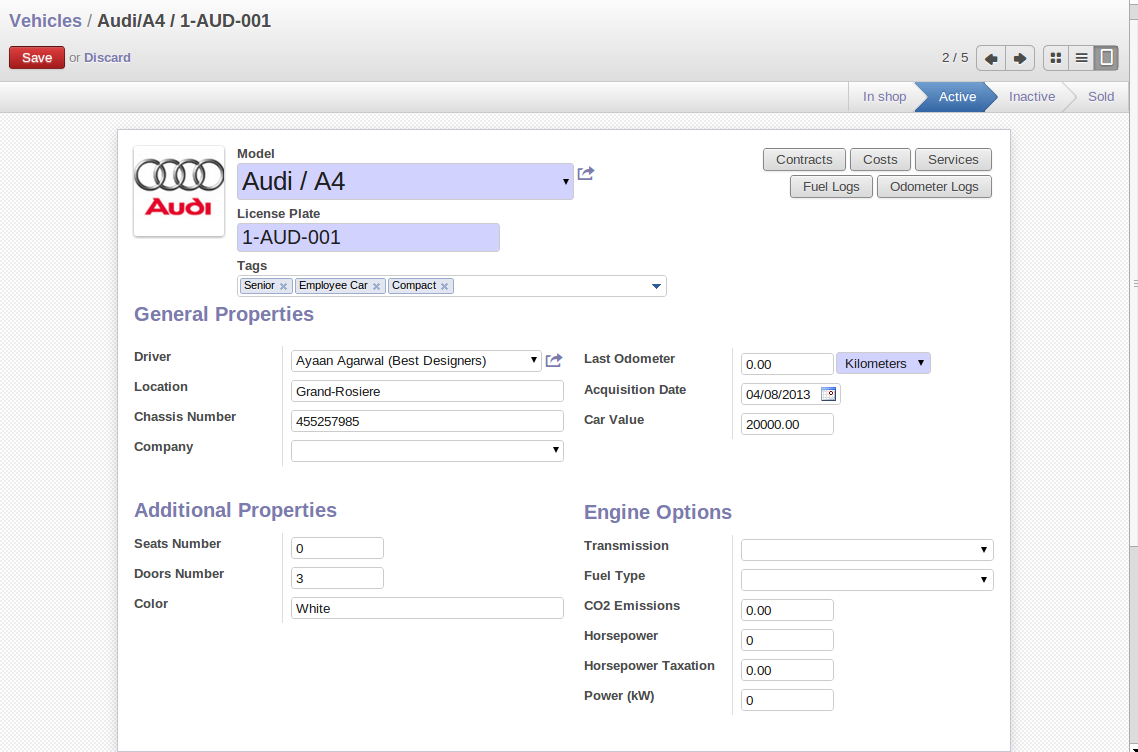 Vehicles / Audi/A4 / 1-AUD-001
Save or Discard
2 / 5
In shop Active Inactive Sold
Audi
Model
Audi / A4
Contracts Costs Services
Fuel Logs Odometer Logs
License Plate
1-AUD-001
Tags
Senior Employee Car Compact
General Properties
Driver Ayaan Agarwal (Best Designers)
Location Grand-Rosiere
Chassis Number 455257985
Company
Last Odometer 0.00 Kilometers
Acquisition Date 04/08/2013
Car Value 20000.00
Additional Properties
Seats Number 0
Doors Number 3
Color White
Engine Options
Transmission
Fuel Type
CO2 Emissions 0.00
Horsepower 0
Horsepower Taxation 0.00
Power (kW) 0